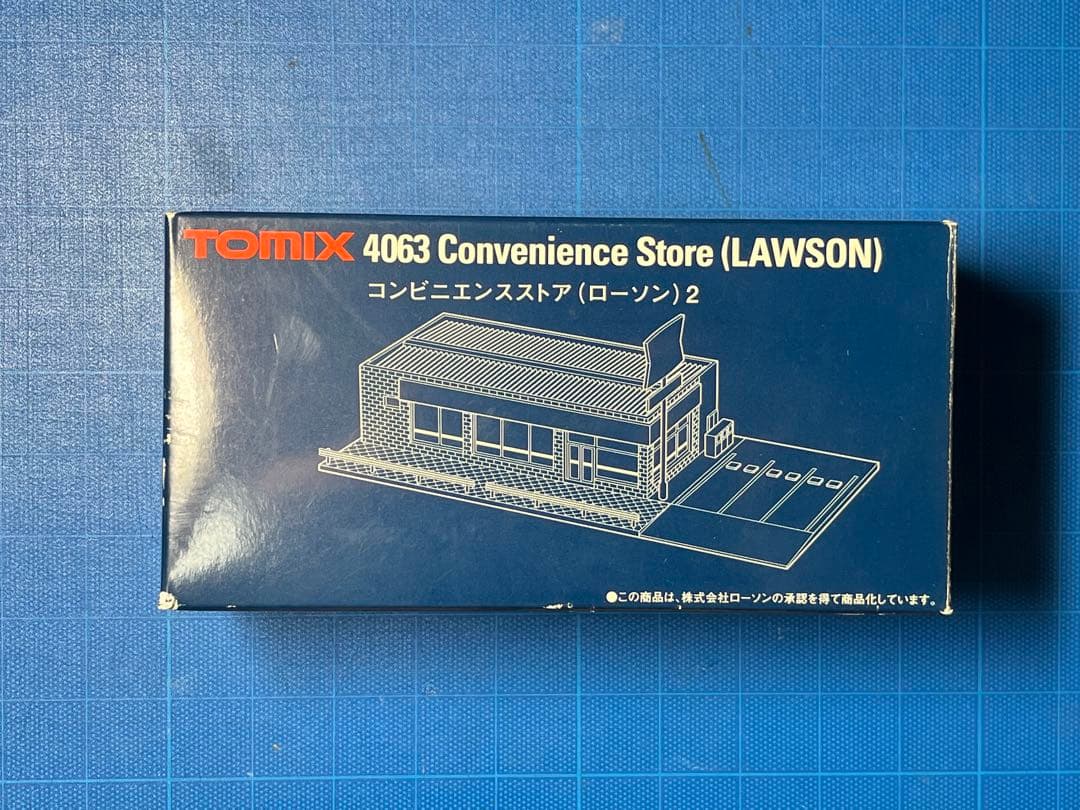 TOMIX 4063 Convenience Store (LAWSON)
コンビニエンスストア(ローソン)2
●この商品は、株式会社ローソンの承認を得て商品化しています。